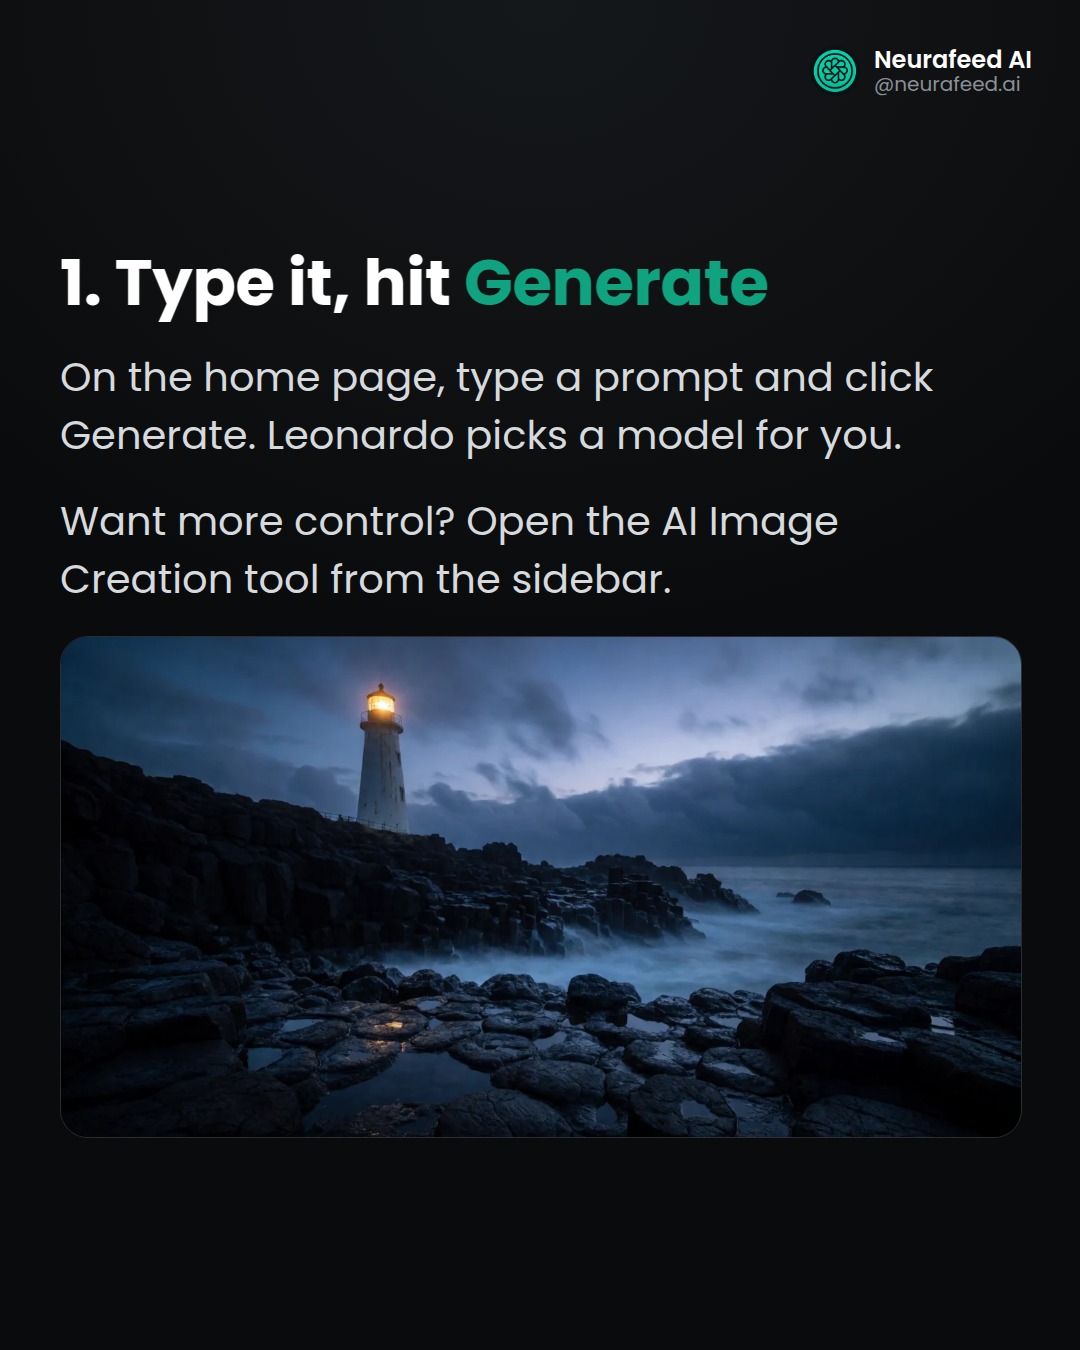 Neurafeed AI
@neurafeed.ai
1. Type it, hit Generate
On the home page, type a prompt and click
Generate. Leonardo picks a model for you.
Want more control? Open the AI Image
Creation tool from the sidebar.